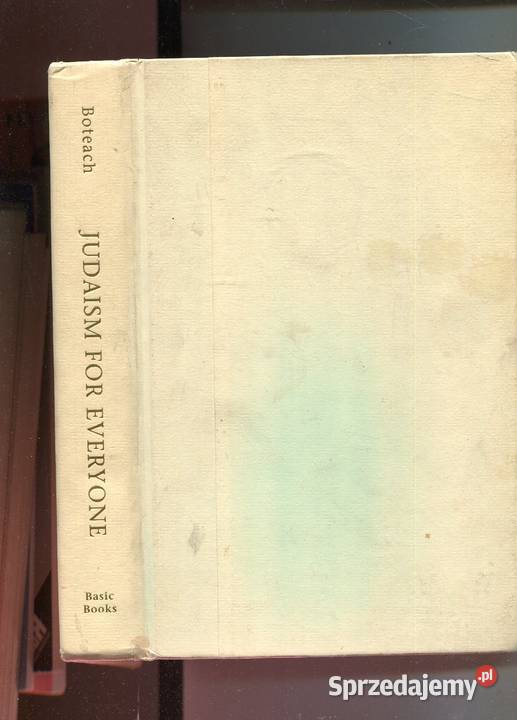 Boteach
JUDAISM FOR EVERYONE
Basic
Books
Sprzedajemy.pl